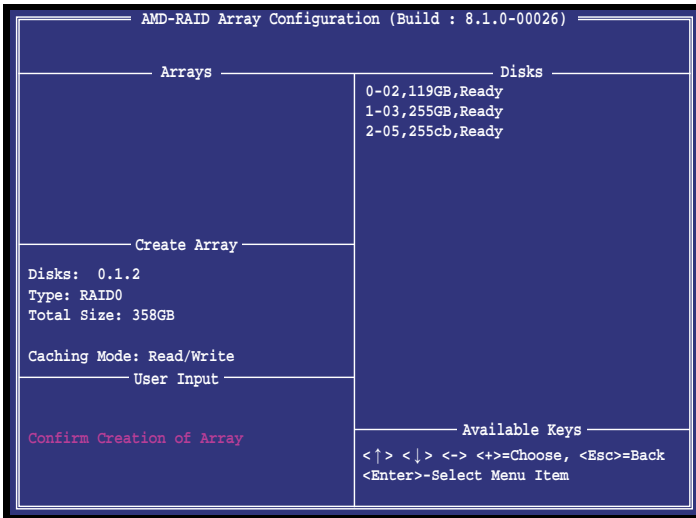 AMD-RAID Array Configuration (Build : 8.1.0-00026)
Arrays
Create Array
Disks:  0.1.2
Type: RAID0
Total Size: 358GB
Caching Mode: Read/Write
User Input
Confirm Creation of Array
Disks
0-02,119GB,Ready
1-03,255GB,Ready
2-05,255cb,Ready
Available Keys
<↑> <↓> <-> <+>=Choose, <Esc>=Back
<Enter>-Select Menu Item